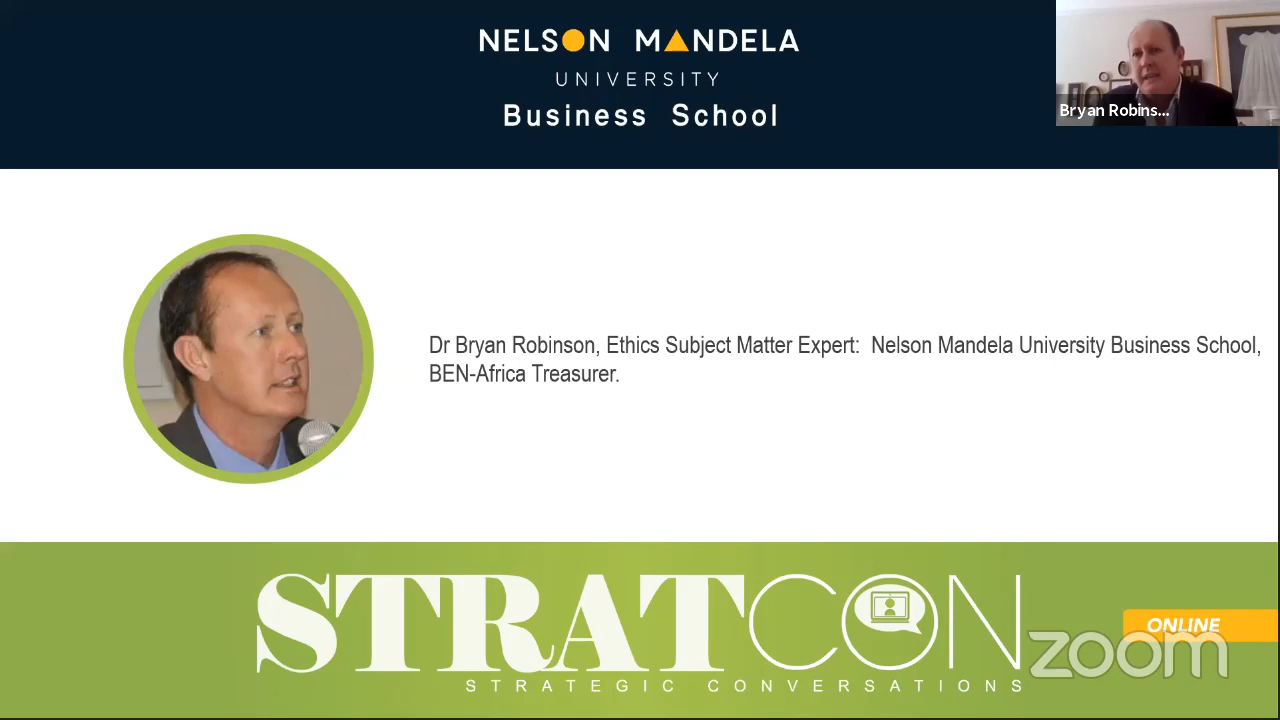 NELSON MANDELA
UNIVERSITY
Business School
Bryan Robins...
Dr Bryan Robinson, Ethics Subject Matter Expert: Nelson Mandela University Business School,
BEN-Africa Treasurer.
STRATCON
STRATEGIC CONVERSATIONS
ONLINE
zoom